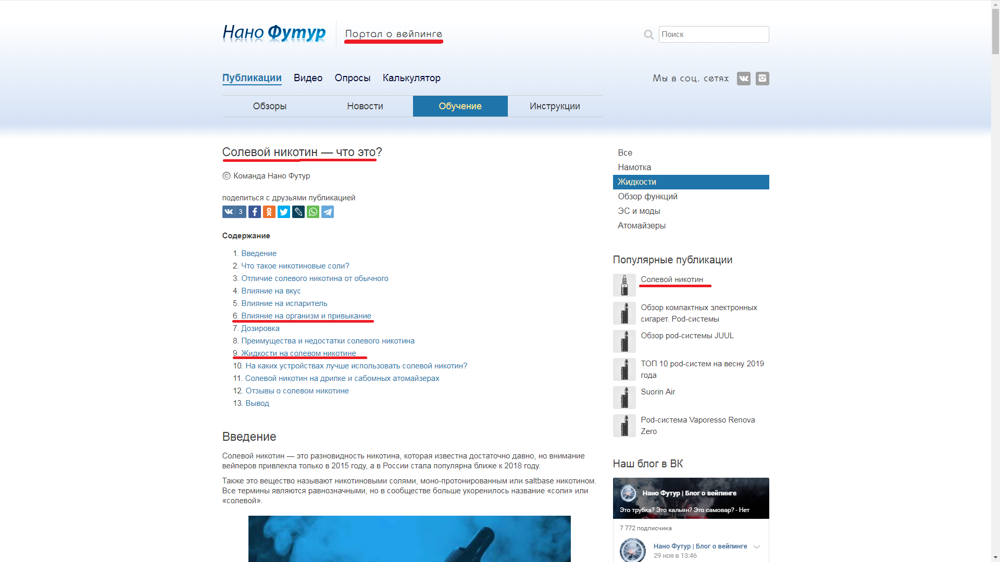 Нано Футур
Портал о вейпинге
Поиск
Публикации Видео Опросы Калькулятор
Мы в соц. сетях
Обзоры Новости Обучение Инструкции
Солевой никотин — что это?
© Команда Нано Футур
поделиться с друзьями публикацией
3
Содержание
1. Введение
2. Что такое никотиновые соли?
3. Отличие солевого никотина от обычного
4. Влияние на вкус
5. Влияние на испаритель
6. Влияние на организм и привыкание
7. Дозировка
8. Преимущества и недостатки солевого никотина
9. Жидкости на солевом никотине
10. На каких устройствах лучше использовать солевой никотин?
11. Солевой никотин на дрипке и сабомных атомайзерах
12. Отзывы о солевом никотине
13. Вывод
Введение
Солевой никотин — это разновидность никотина, которая известна достаточно давно, но внимание
вейперов привлекла только в 2015 году, а в России стала популярна ближе к 2018 году.
Также это вещество называют никотиновыми солями, моно-протонированным или saltbase никотином.
Все термины являются равнозначными, но в сообществе больше укоренилось название «соли» или
«солевой».
Все
Намотка
Жидкости
Обзор функций
ЭС и моды
Атомайзеры
Популярные публикации
Солевой никотин
Обзор компактных электронных
сигарет. Pod-системы
Обзор pod-системы JUUL
ТОП 10 pod-систем на весну 2019
года
Suorin Air
Pod-система Vaporesso Renova
Zero
Наш блог в ВК
Нано Футур | Блог о вейпинге
Это трубка? Это кальян? Это самовар? - Нет
7 772 подписчика
Нано Футур | Блог о вейпинге
29 ноя в 13:46